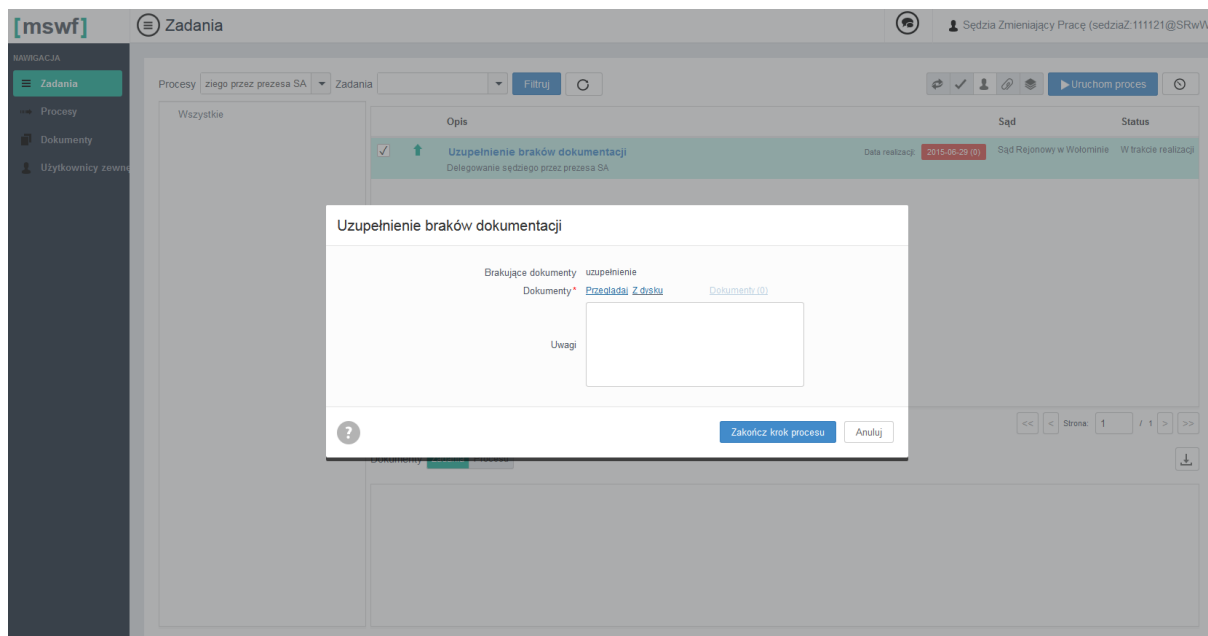 [mswf] Zadania Sędzia Zmieniający Pracę (sedziaZ:111121@SRwW
NAWIGACJA
Zadania
Procesy
Dokumenty
Użytkownicy zewnę
Procesy ziego przez prezesa SA Zadania Filtruj Uruchom proces
Wszystkie
Opis Sąd Status
Uzupełnienie braków dokumentacji Data realizacji: 2015-06-29 (0) Sąd Rejonowy w Wołominie W trakcie realizacji
Delegowanie sędziego przez prezesa SA
Uzupełnienie braków dokumentacji
Brakujące dokumenty uzupełnienie
Dokumenty* Przeglądaj Z dysku Dokumenty (0)
Uwagi
? Zakończ krok procesu Anuluj
<< < Strona: 1 / 1 > >>
Dokumenty